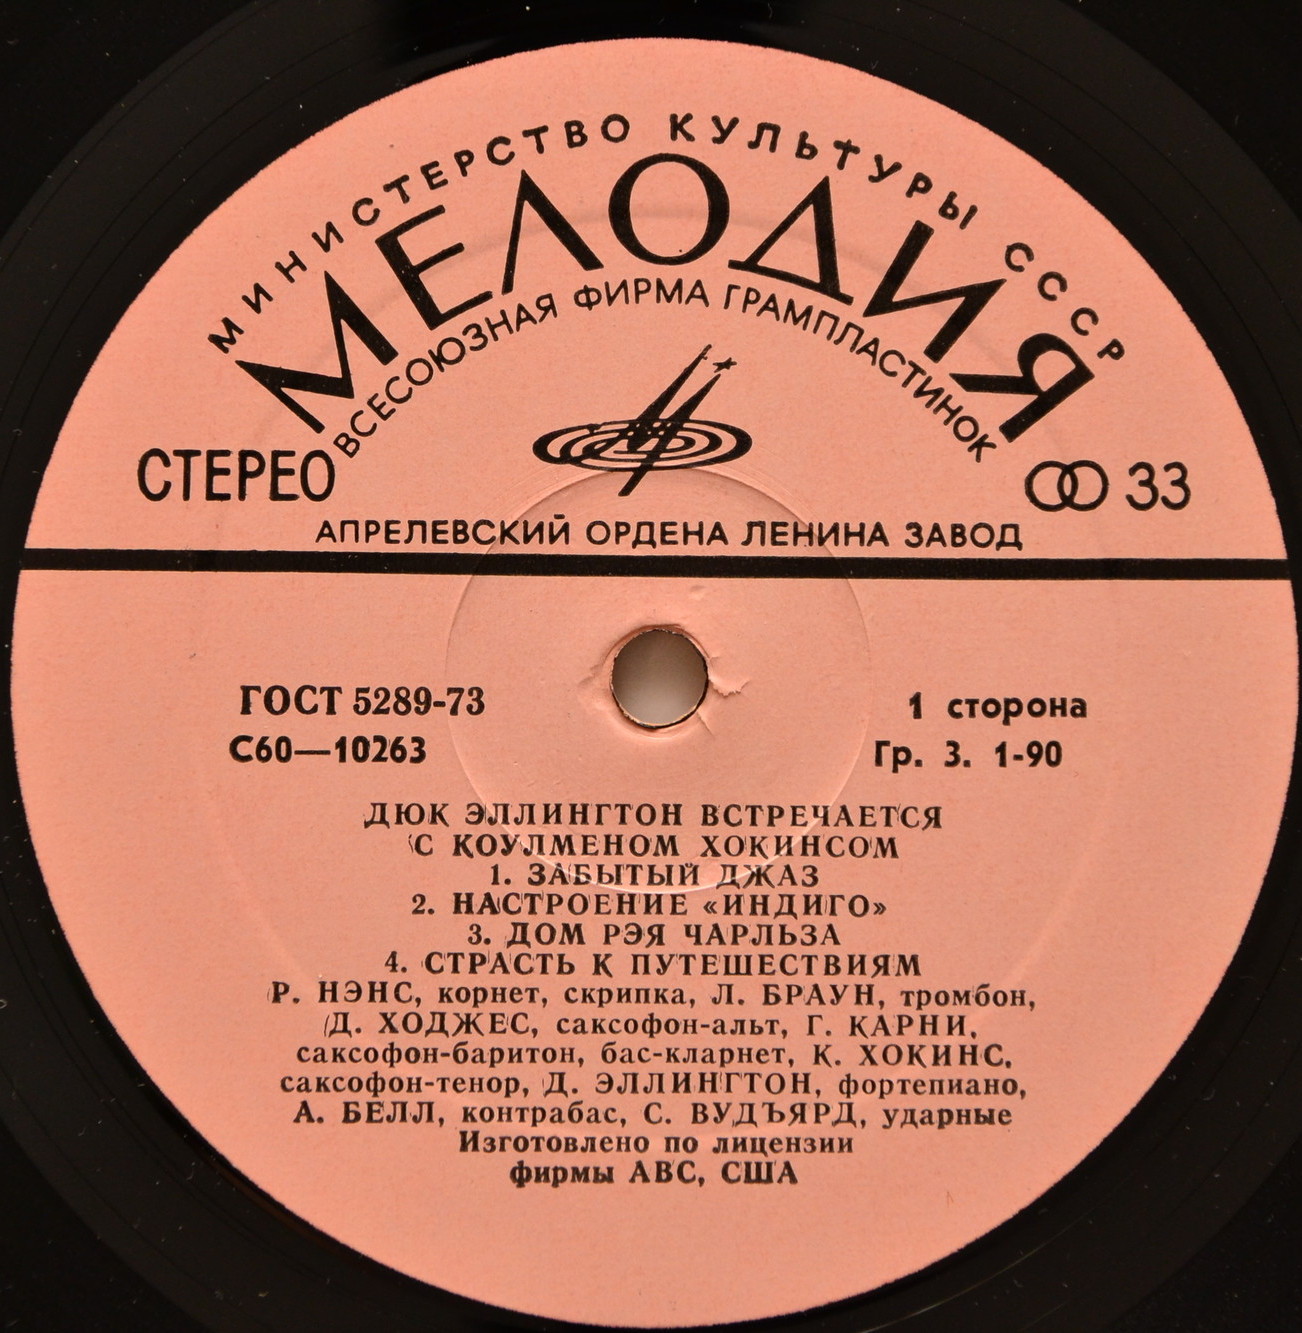 МИНИСТЕРСТВО КУЛЬТУРЫ СССР
МЕЛОДИЯ
ВСЕСОЮЗНАЯ ФИРМА ГРАМПЛАСТИНОК
СТЕРЕО
33
АПРЕЛЕВСКИЙ ОРДЕНА ЛЕНИНА ЗАВОД
ГОСТ 5289-73
1 сторона
С60—10263
Гр. 3. 1-90
ДЮК ЭЛЛИНГТОН ВСТРЕЧАЕТСЯ
С КОУЛМЕНОМ ХОКИНСОМ
1. ЗАБЫТЫЙ ДЖАЗ
2. НАСТРОЕНИЕ «ИНДИГО»
3. ДОМ РЭЯ ЧАРЛЬЗА
4. СТРАСТЬ К ПУТЕШЕСТВИЯМ
Р. НЭНС, корнет, скрипка, Л. БРАУН, тромбон,
Д. ХОДЖЕС, саксофон-альт, Г. КАРНИ,
саксофон-баритон, бас-кларнет, К. ХОКИНС,
саксофон-тенор, Д. ЭЛЛИНГТОН, фортепиано,
А. БЕЛЛ, контрабас, С. ВУДЪЯРД, ударные
Изготовлено по лицензии
фирмы АВС, США